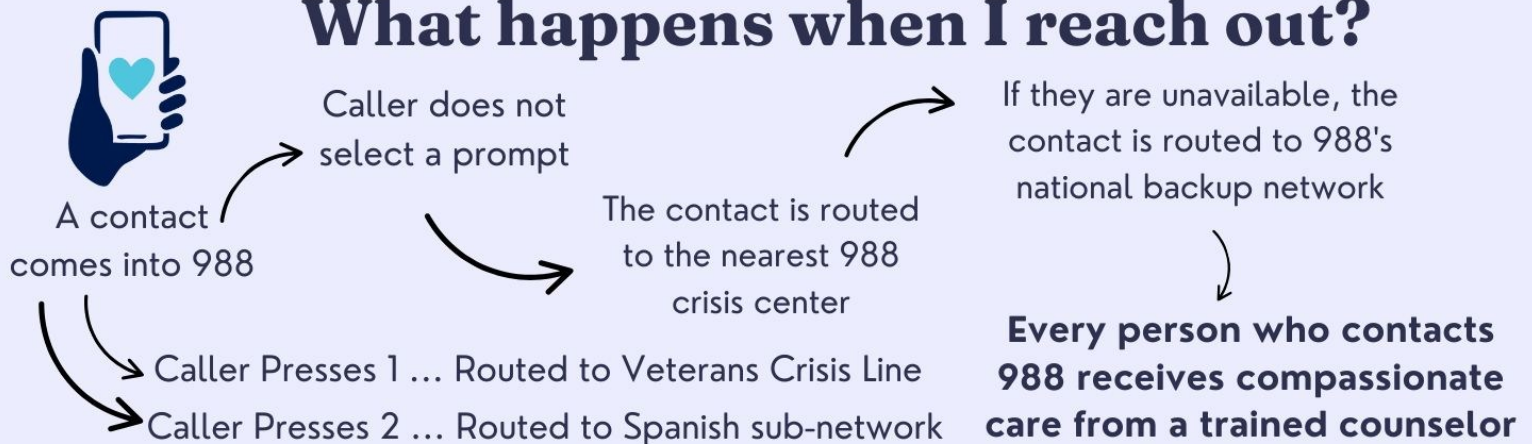 What happens when I reach out?
A contact
comes into 988
Caller does not
select a prompt
The contact is routed
to the nearest 988
crisis center
If they are unavailable, the
contact is routed to 988's
national backup network
Caller Presses 1 ... Routed to Veterans Crisis Line
Caller Presses 2 ... Routed to Spanish sub-network
Every person who contacts
988 receives compassionate
care from a trained counselor